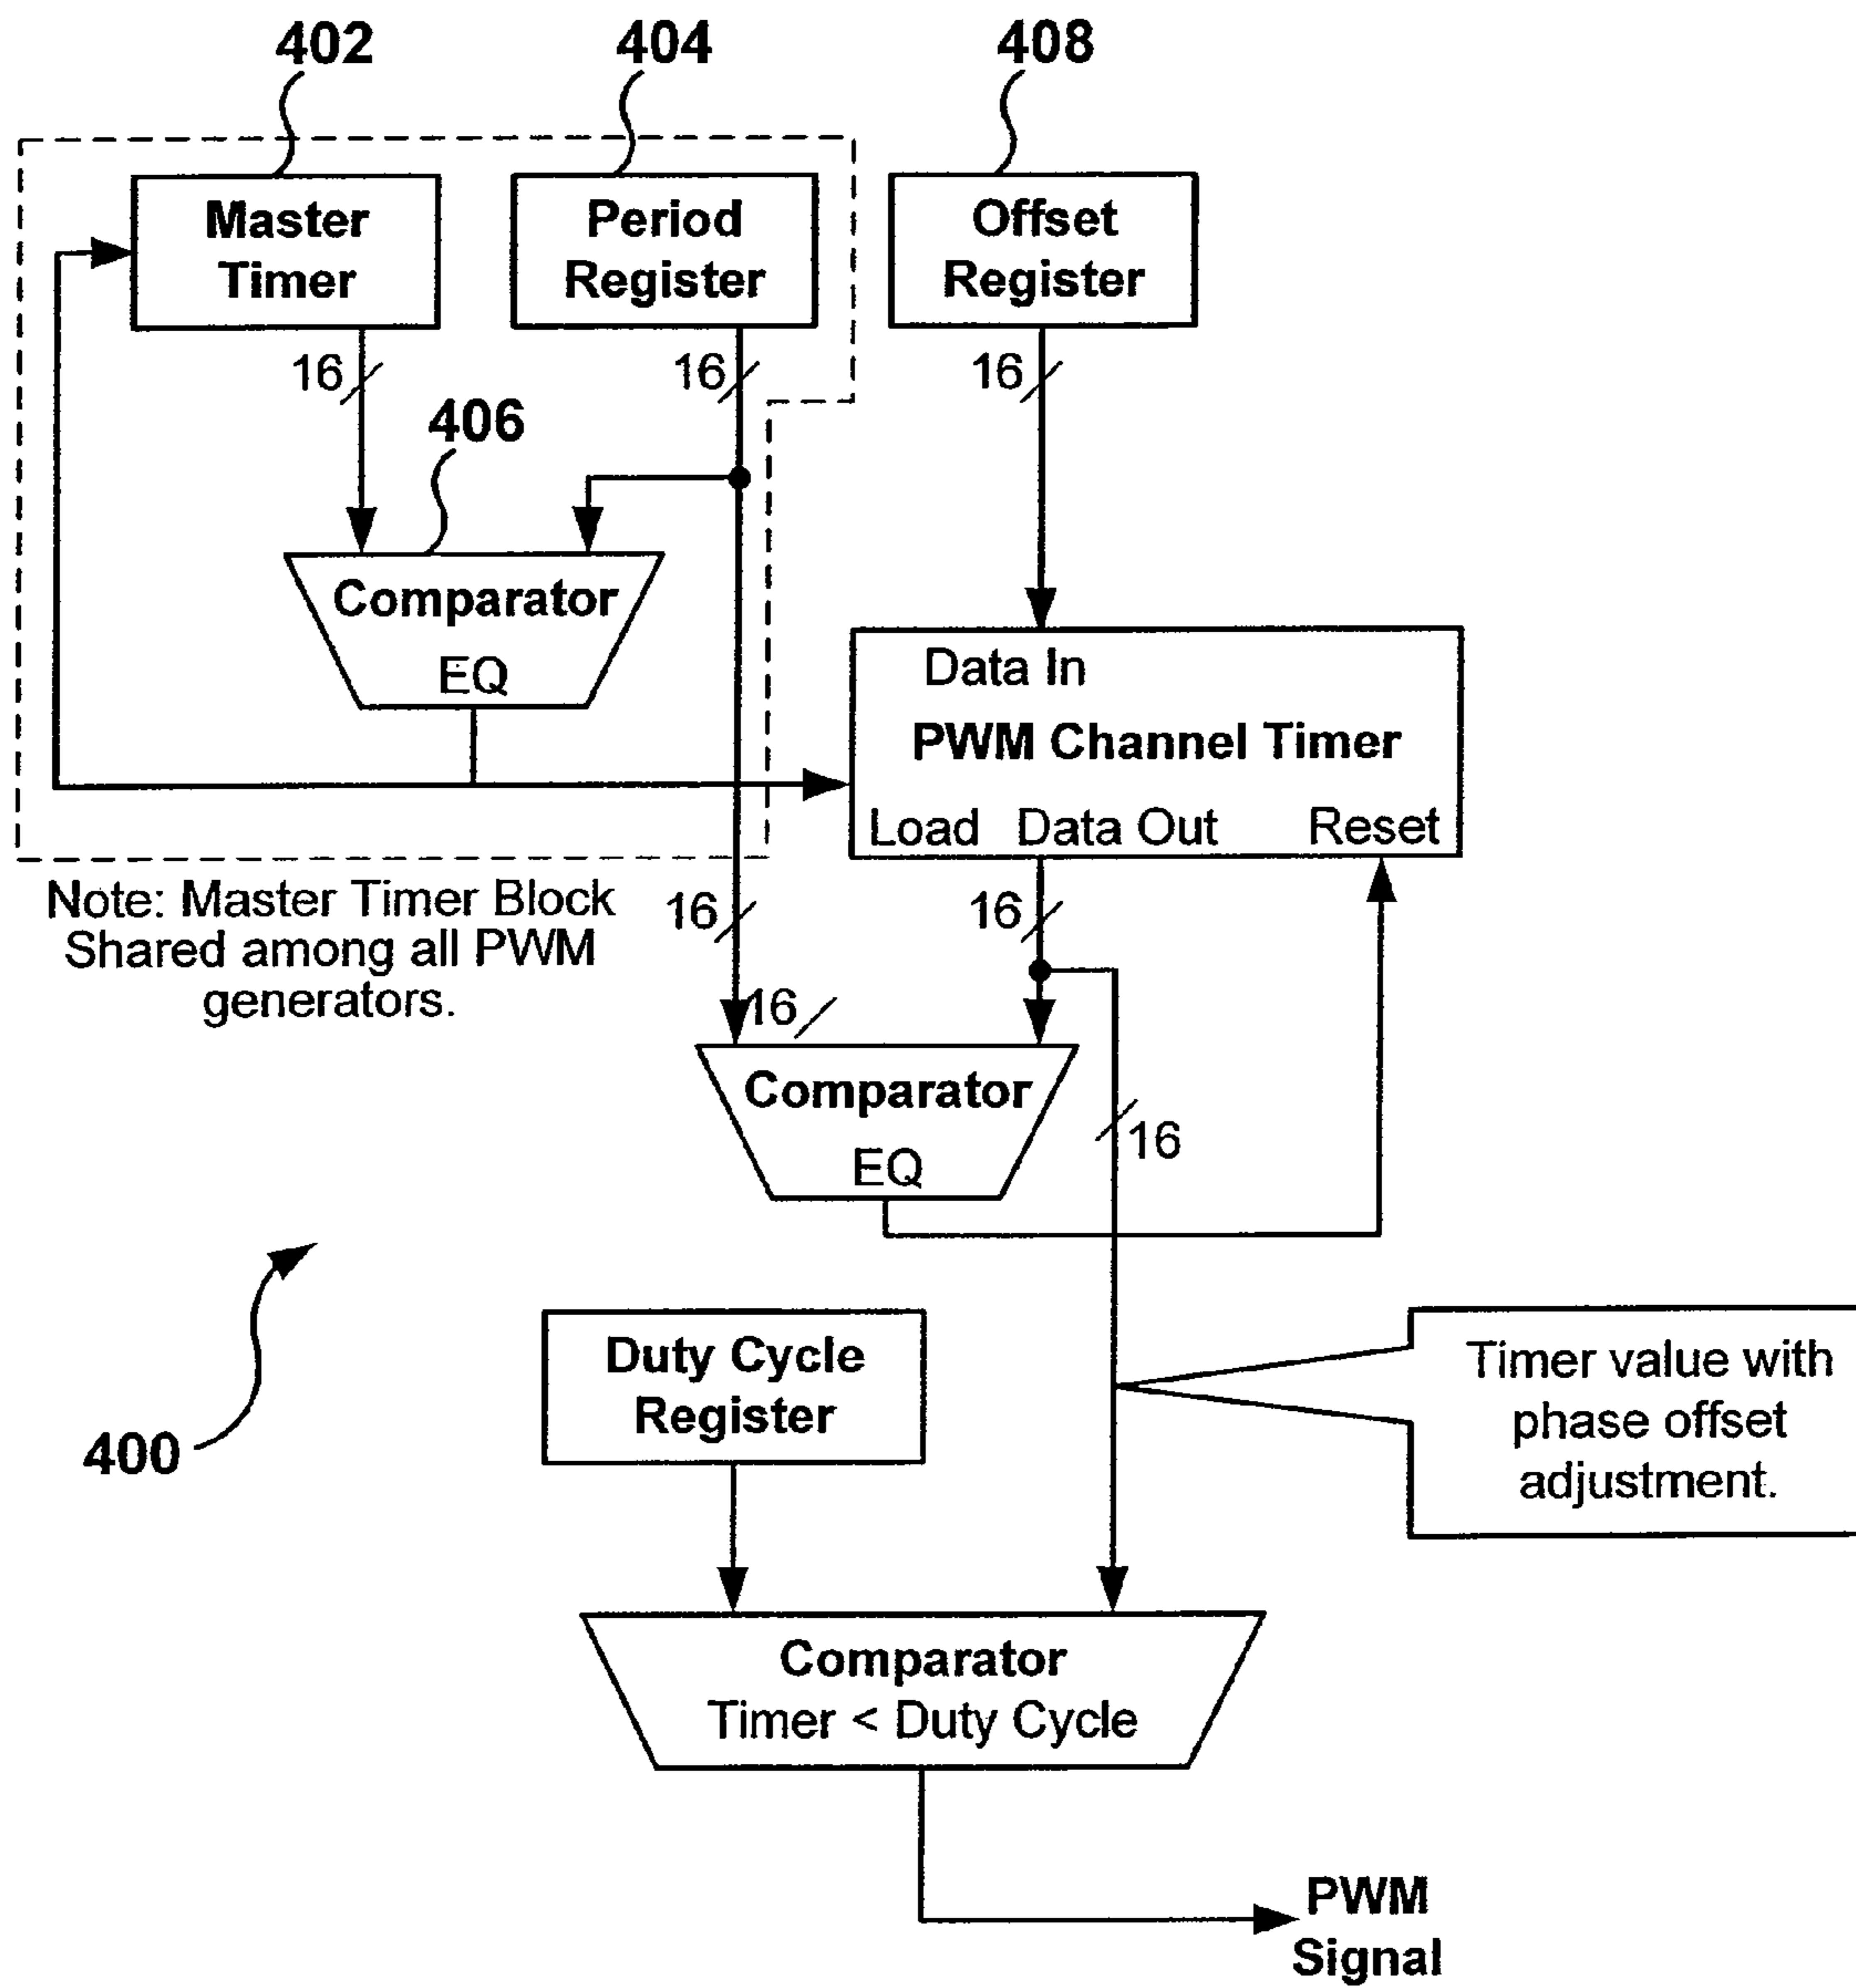 402
404
408
Master
Timer
Period
Register
Offset
Register
16
16
16
406
Comparator
EQ
Data In
PWM Channel Timer
Load Data Out Reset
Note: Master Timer Block
Shared among all PWM
generators.
16
16
16
Comparator
EQ
16
400
Duty Cycle
Register
Timer value with
phase offset
adjustment.
Comparator
Timer < Duty Cycle
PWM
Signal